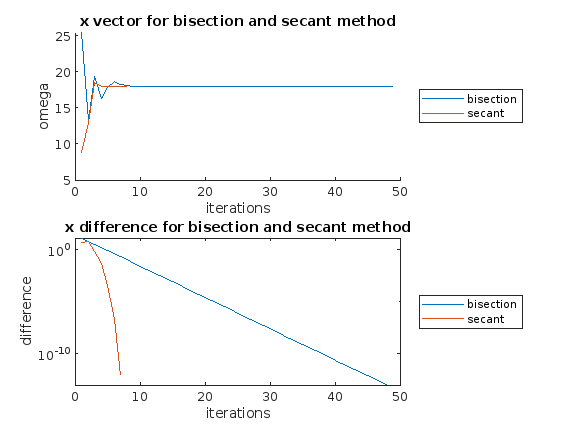 x vector for bisection and secant method
25
20
15
10
5
omega
0 10 20 30 40 50
iterations
bisection
secant
x difference for bisection and secant method
10^0
10^-10
difference
0 10 20 30 40 50
iterations
bisection
secant